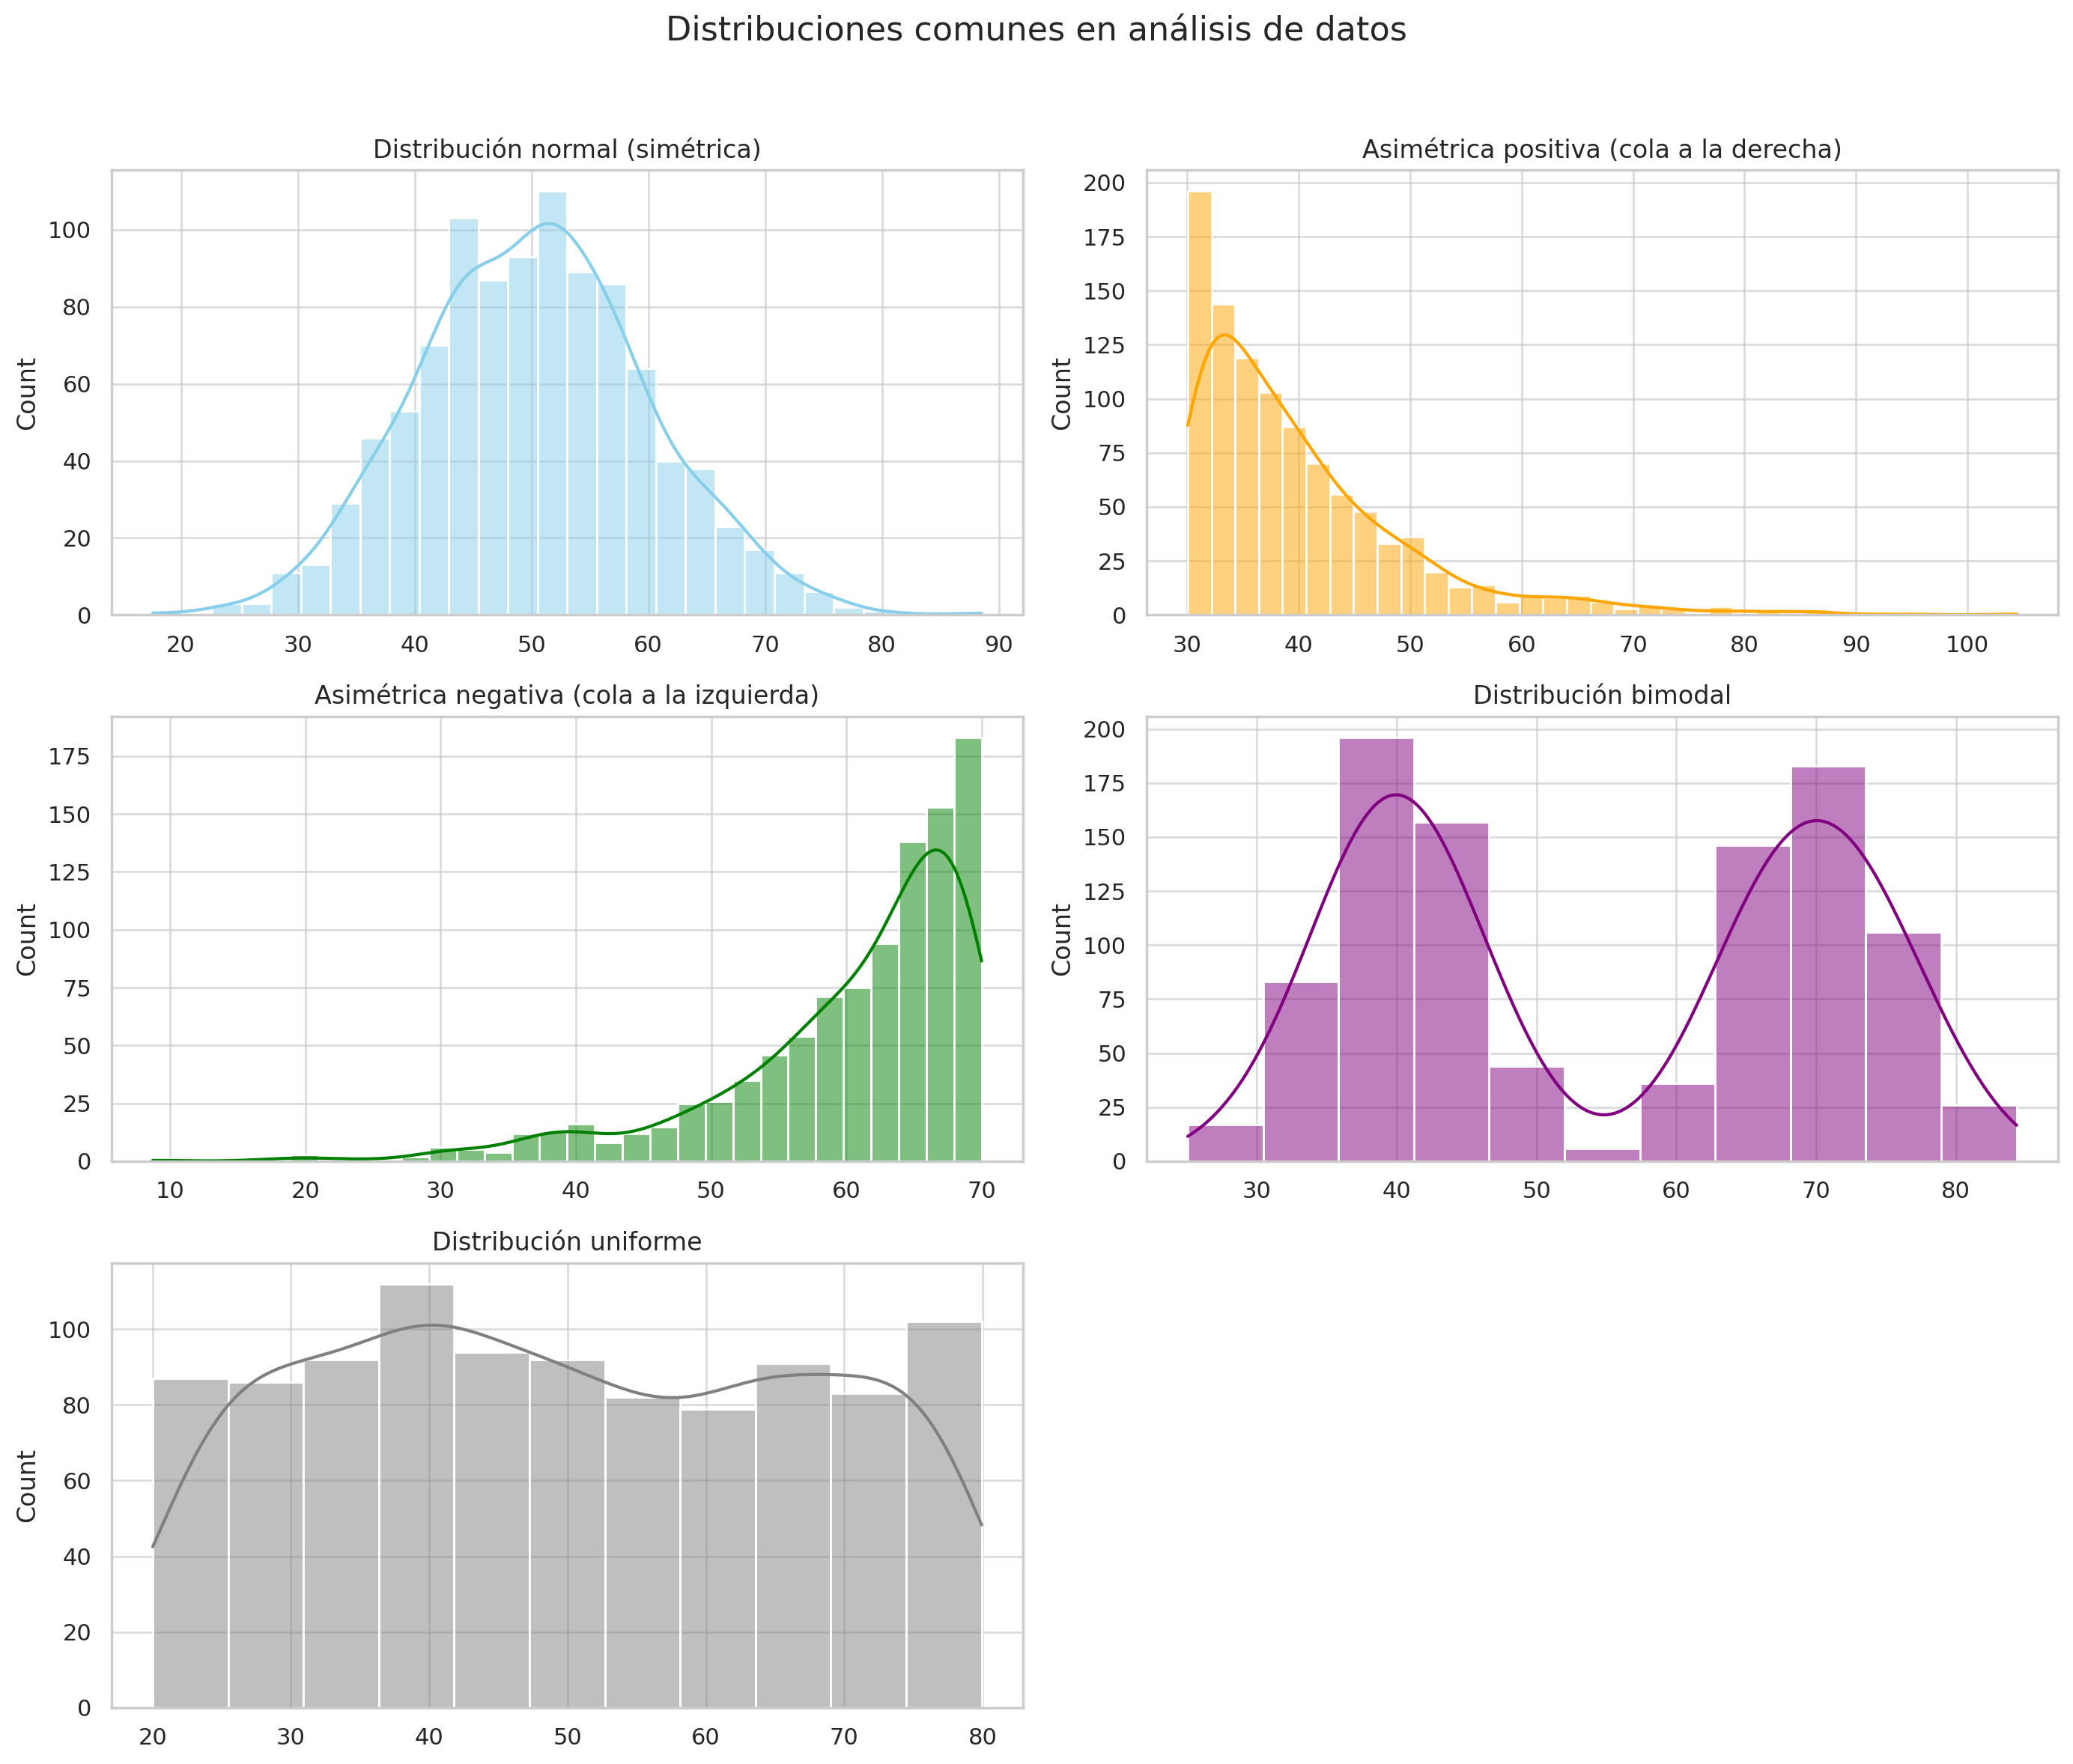 Distribuciones comunes en análisis de datos
Distribución normal (simétrica)
Count
100
80
60
40
20
0
20 30 40 50 60 70 80 90
Asimétrica positiva (cola a la derecha)
Count
200
175
150
125
100
75
50
25
0
30 40 50 60 70 80 90 100
Asimétrica negativa (cola a la izquierda)
Count
175
150
125
100
75
50
25
0
10 20 30 40 50 60 70
Distribución bimodal
Count
200
175
150
125
100
75
50
25
0
30 40 50 60 70 80
Distribución uniforme
Count
100
80
60
40
20
0
20 30 40 50 60 70 80